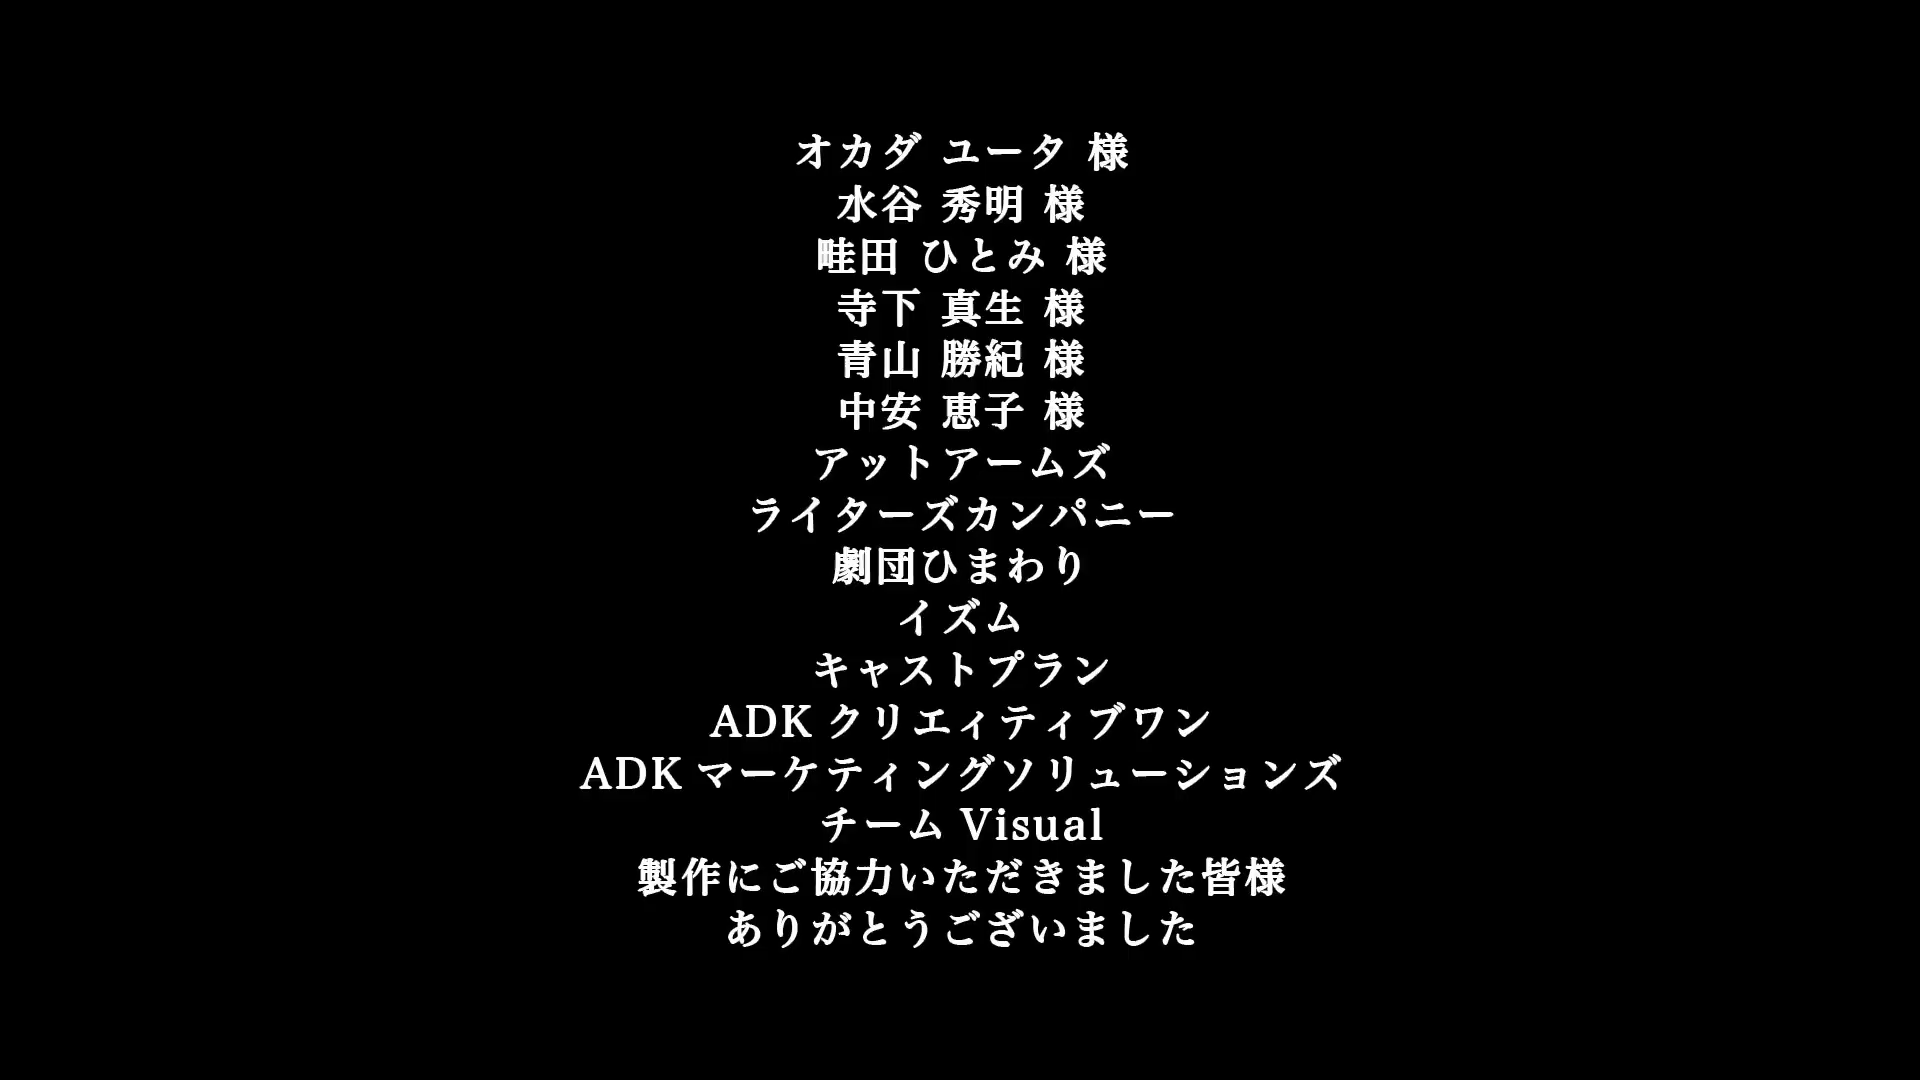 オカダ ユータ 様
水谷 秀明 様
畦田 ひとみ 様
寺下 真生 様
青山 勝紀 様
中安 恵子 様
アットアームズ
ライターズカンパニー
劇団ひまわり
イズム
キャストプラン
ADK クリエィティブワン
ADK マーケティングソリューションズ
チーム Visual
製作にご協力いただきました皆様
ありがとうございました